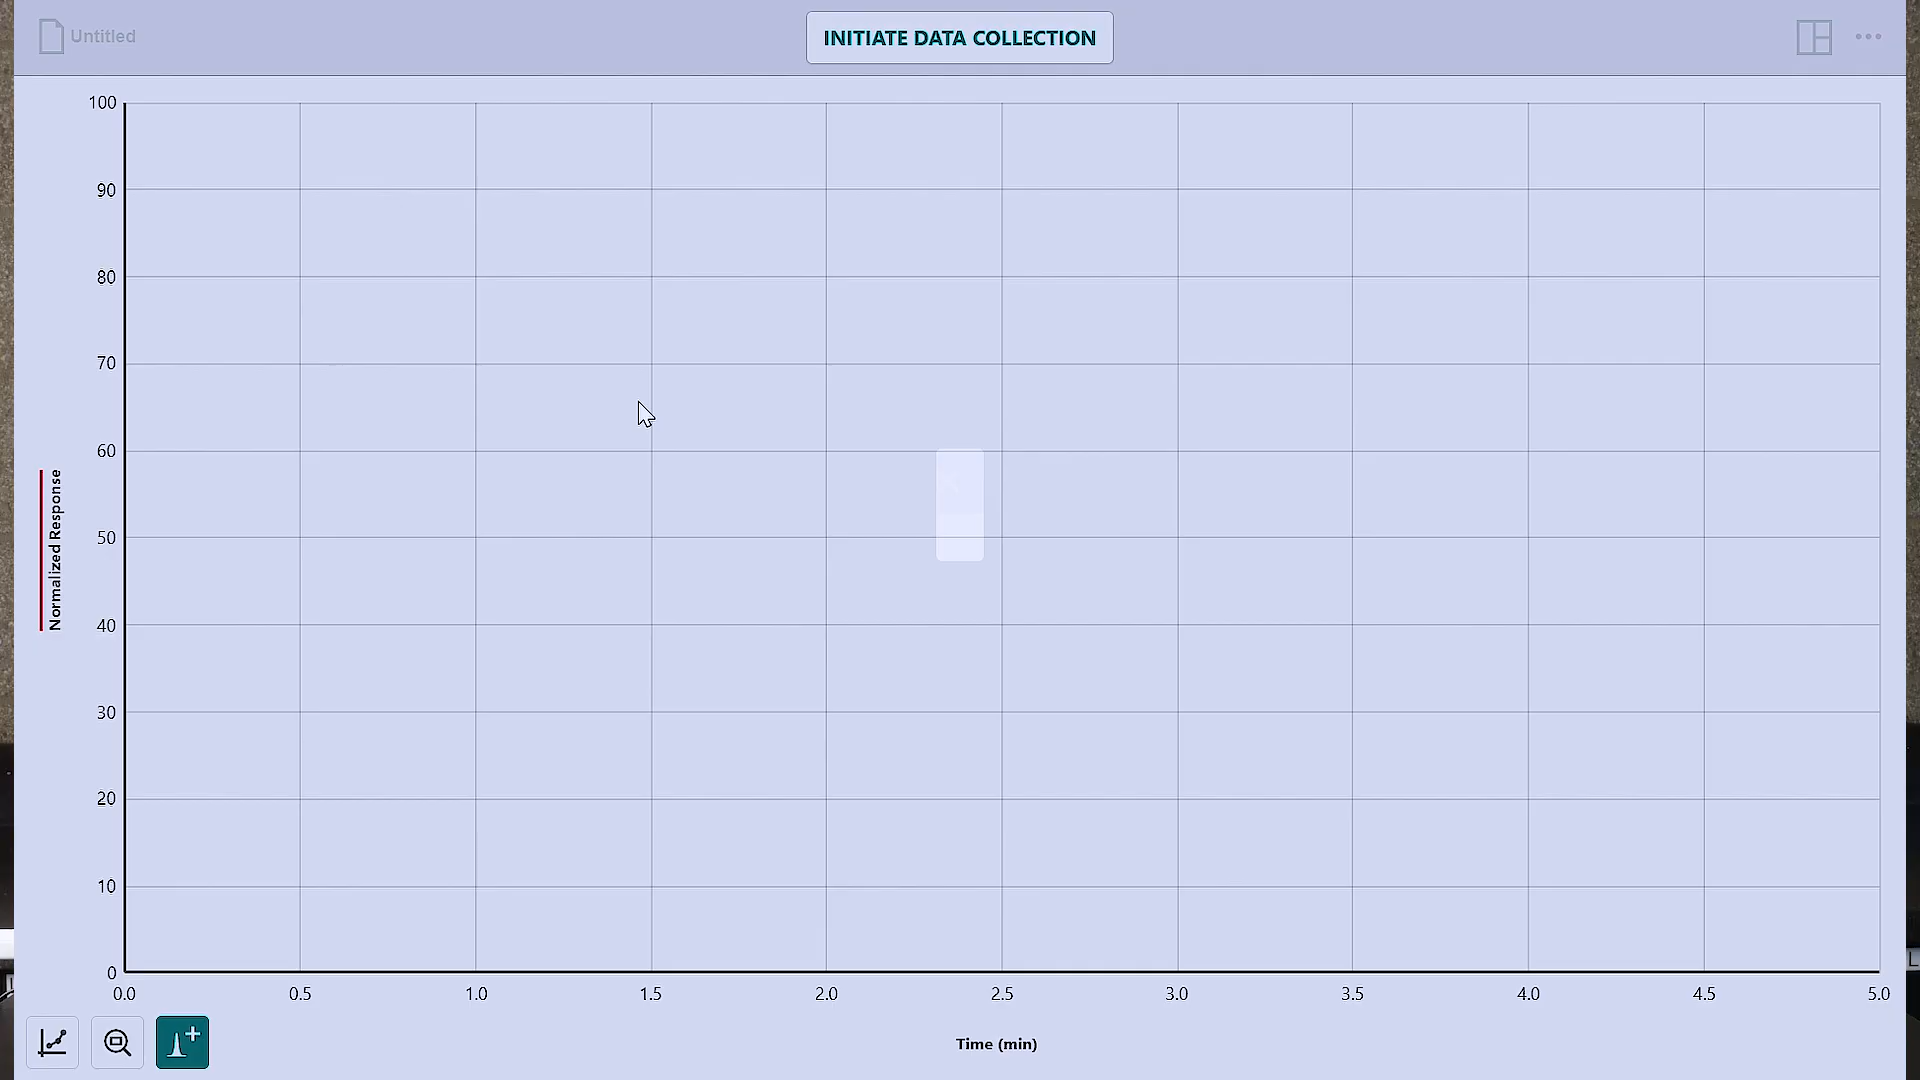 Untitled
INITIATE DATA COLLECTION
100
90
80
70
60
50
40
30
20
10
0
Normalized Response
0.0 0.5 1.0 1.5 2.0 2.5 3.0 3.5 4.0 4.5 5.0
Time (min)